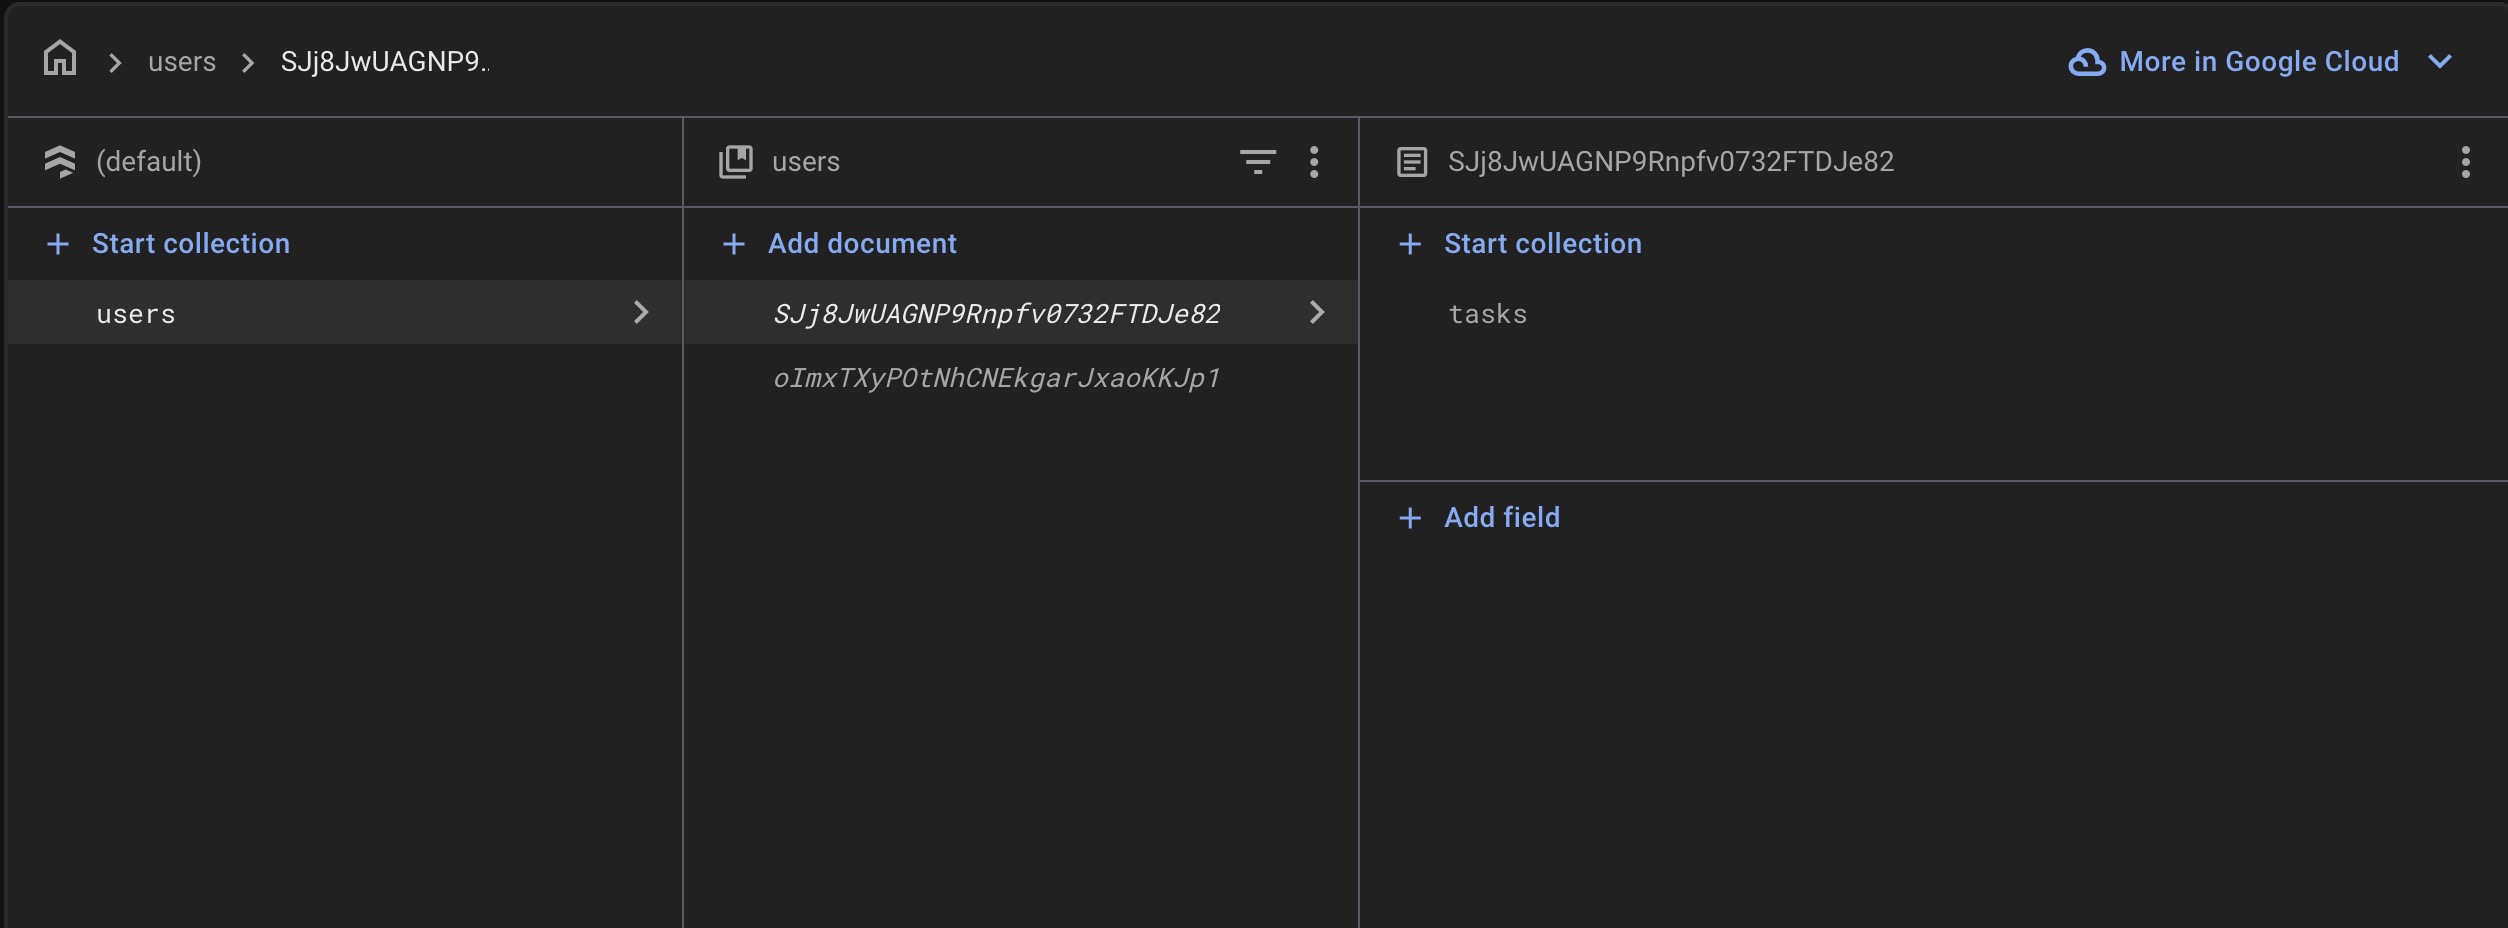 users
SJj8JwUAGNP9..
More in Google Cloud
(default)
users
SJj8JwUAGNP9Rnpfv0732FTDJe82
Start collection
Add document
Start collection
users
SJj8JwUAGNP9Rnpfv0732FTDJe82
tasks
oImxTXyPOtNhCNEkgarJxaoKKJp1
Add field